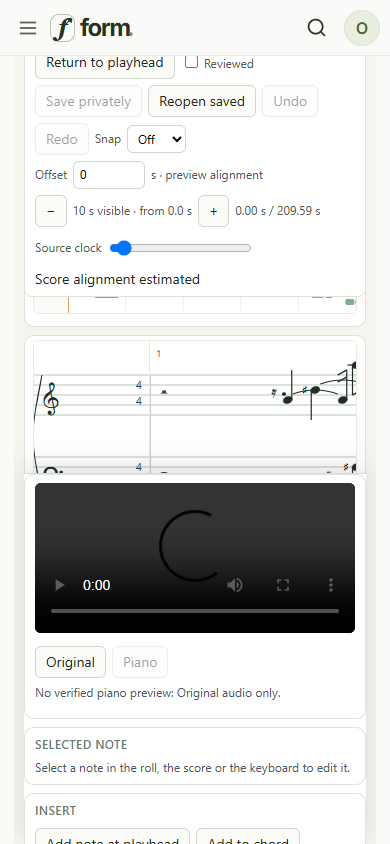 form
O
Return to playhead
Reviewed
Save privately
Reopen saved
Undo
Redo
Snap
Off
Offset
0
s · preview alignment
−
10 s visible · from 0.0 s
+
0.00 s / 209.59 s
Source clock
Score alignment estimated
1
4
4
4
0:00
Original
Piano
No verified piano preview: Original audio only.
SELECTED NOTE
Select a note in the roll, the score or the keyboard to edit it.
INSERT
Add note at playhead
Add to chord